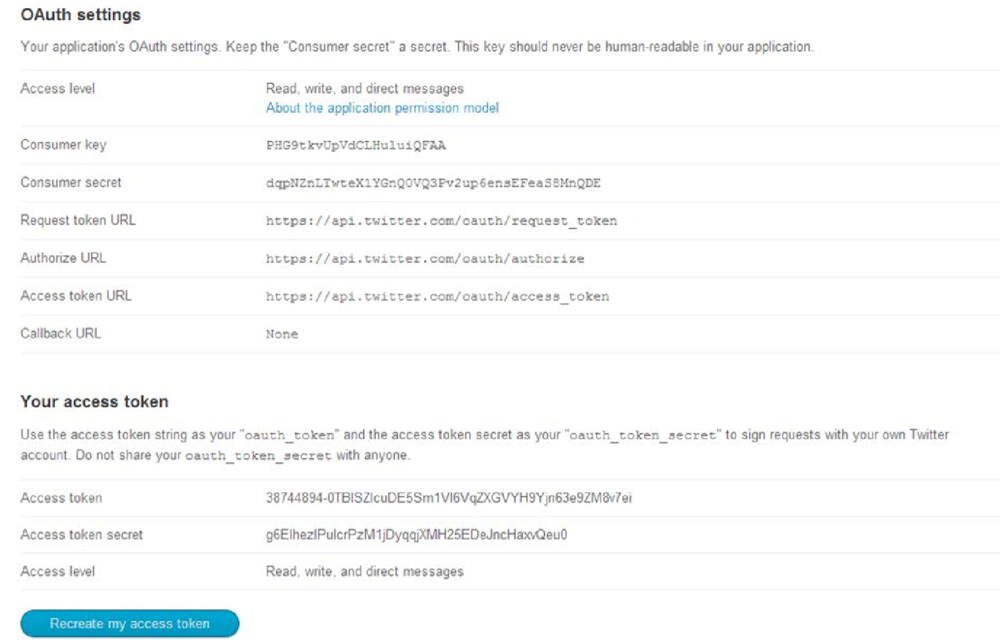 OAuth settings
Your application's OAuth settings. Keep the "Consumer secret" a secret. This key should never be human-readable in your application.
Access level Read, write, and direct messages
About the application permission model
Consumer key PHG9tkvUpVdCLHuluiQFAA
Consumer secret dqpNZnLTwteX1YGnQ0VQ3Pv2up6ensEFeaS8MnQDE
Request token URL https://api.twitter.com/oauth/request_token
Authorize URL https://api.twitter.com/oauth/authorize
Access token URL https://api.twitter.com/oauth/access_token
Callback URL None
Your access token
Use the access token string as your "oauth_token" and the access token secret as your "oauth_token_secret" to sign requests with your own Twitter
account. Do not share your oauth_token_secret with anyone.
Access token
Access token secret
Access level Read, write, and direct messages
Recreate my access token